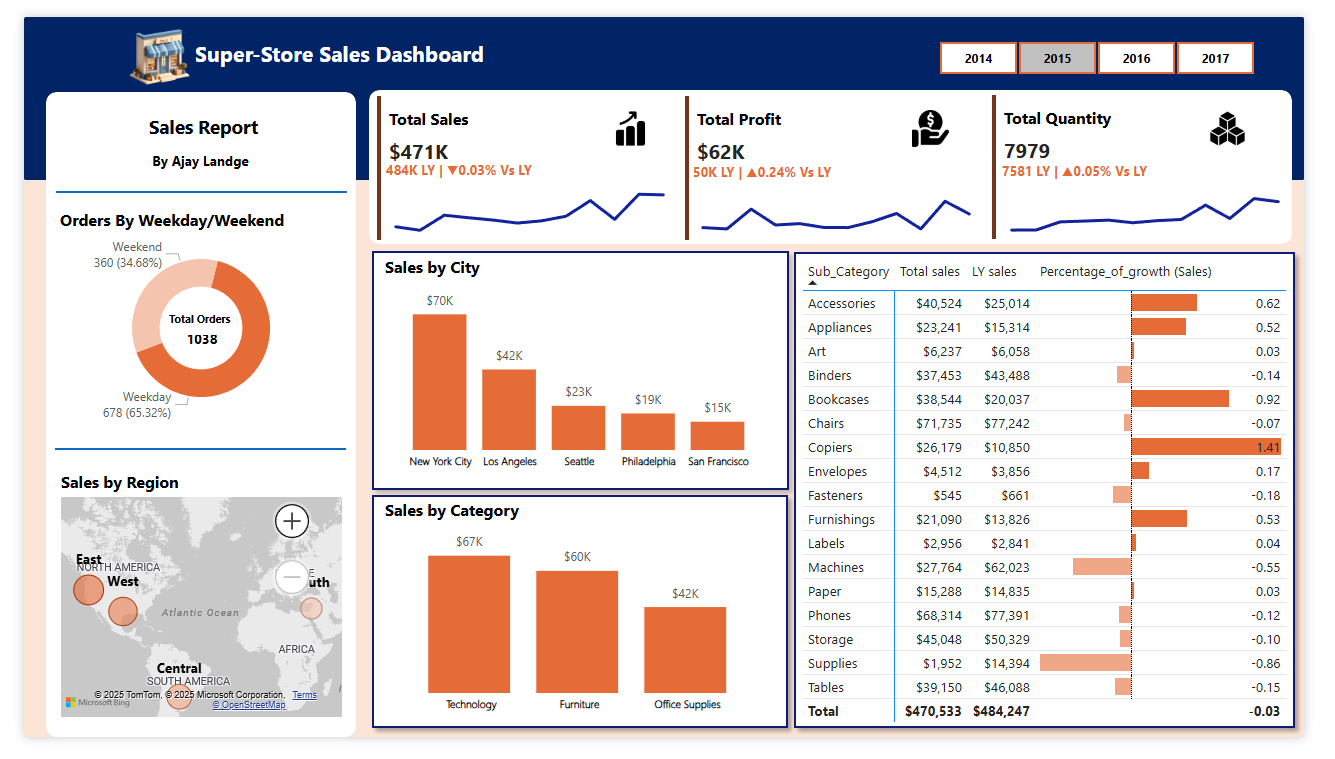 Super-Store Sales Dashboard
2014 2015 2016 2017
Sales Report
By Ajay Landge
Total Sales
$471K
484K LY | ▼0.03% Vs LY
Total Profit
$62K
50K LY | ▲0.24% Vs LY
Total Quantity
7979
7581 LY | ▲0.05% Vs LY
Orders By Weekday/Weekend
Weekend
360 (34.68%)
Total Orders
1038
Weekday
678 (65.32%)
Sales by Region
East
NORTH AMERICA
West
uth
Atlantic Ocean
AFRICA
Central
SOUTH AMERICA
© 2025 TomTom, © 2025 Microsoft Corporation, Terms
Microsoft Bing
© OpenStreetMap
Sales by City
$70K
$42K
$23K
$19K
$15K
New York City Los Angeles Seattle Philadelphia San Francisco
Sales by Category
$67K
$60K
$42K
Technology Furniture Office Supplies
Sub_Category Total sales LY sales Percentage_of_growth (Sales)
Accessories $40,524 $25,014 0.62
Appliances $23,241 $15,314 0.52
Art $6,237 $6,058 0.03
Binders $37,453 $43,488 -0.14
Bookcases $38,544 $20,037 0.92
Chairs $71,735 $77,242 -0.07
Copiers $26,179 $10,850 1.41
Envelopes $4,512 $3,856 0.17
Fasteners $545 $661 -0.18
Furnishings $21,090 $13,826 0.53
Labels $2,956 $2,841 0.04
Machines $27,764 $62,023 -0.55
Paper $15,288 $14,835 0.03
Phones $68,314 $77,391 -0.12
Storage $45,048 $50,329 -0.10
Supplies $1,952 $14,394 -0.86
Tables $39,150 $46,088 -0.15
Total $470,533 $484,247 -0.03